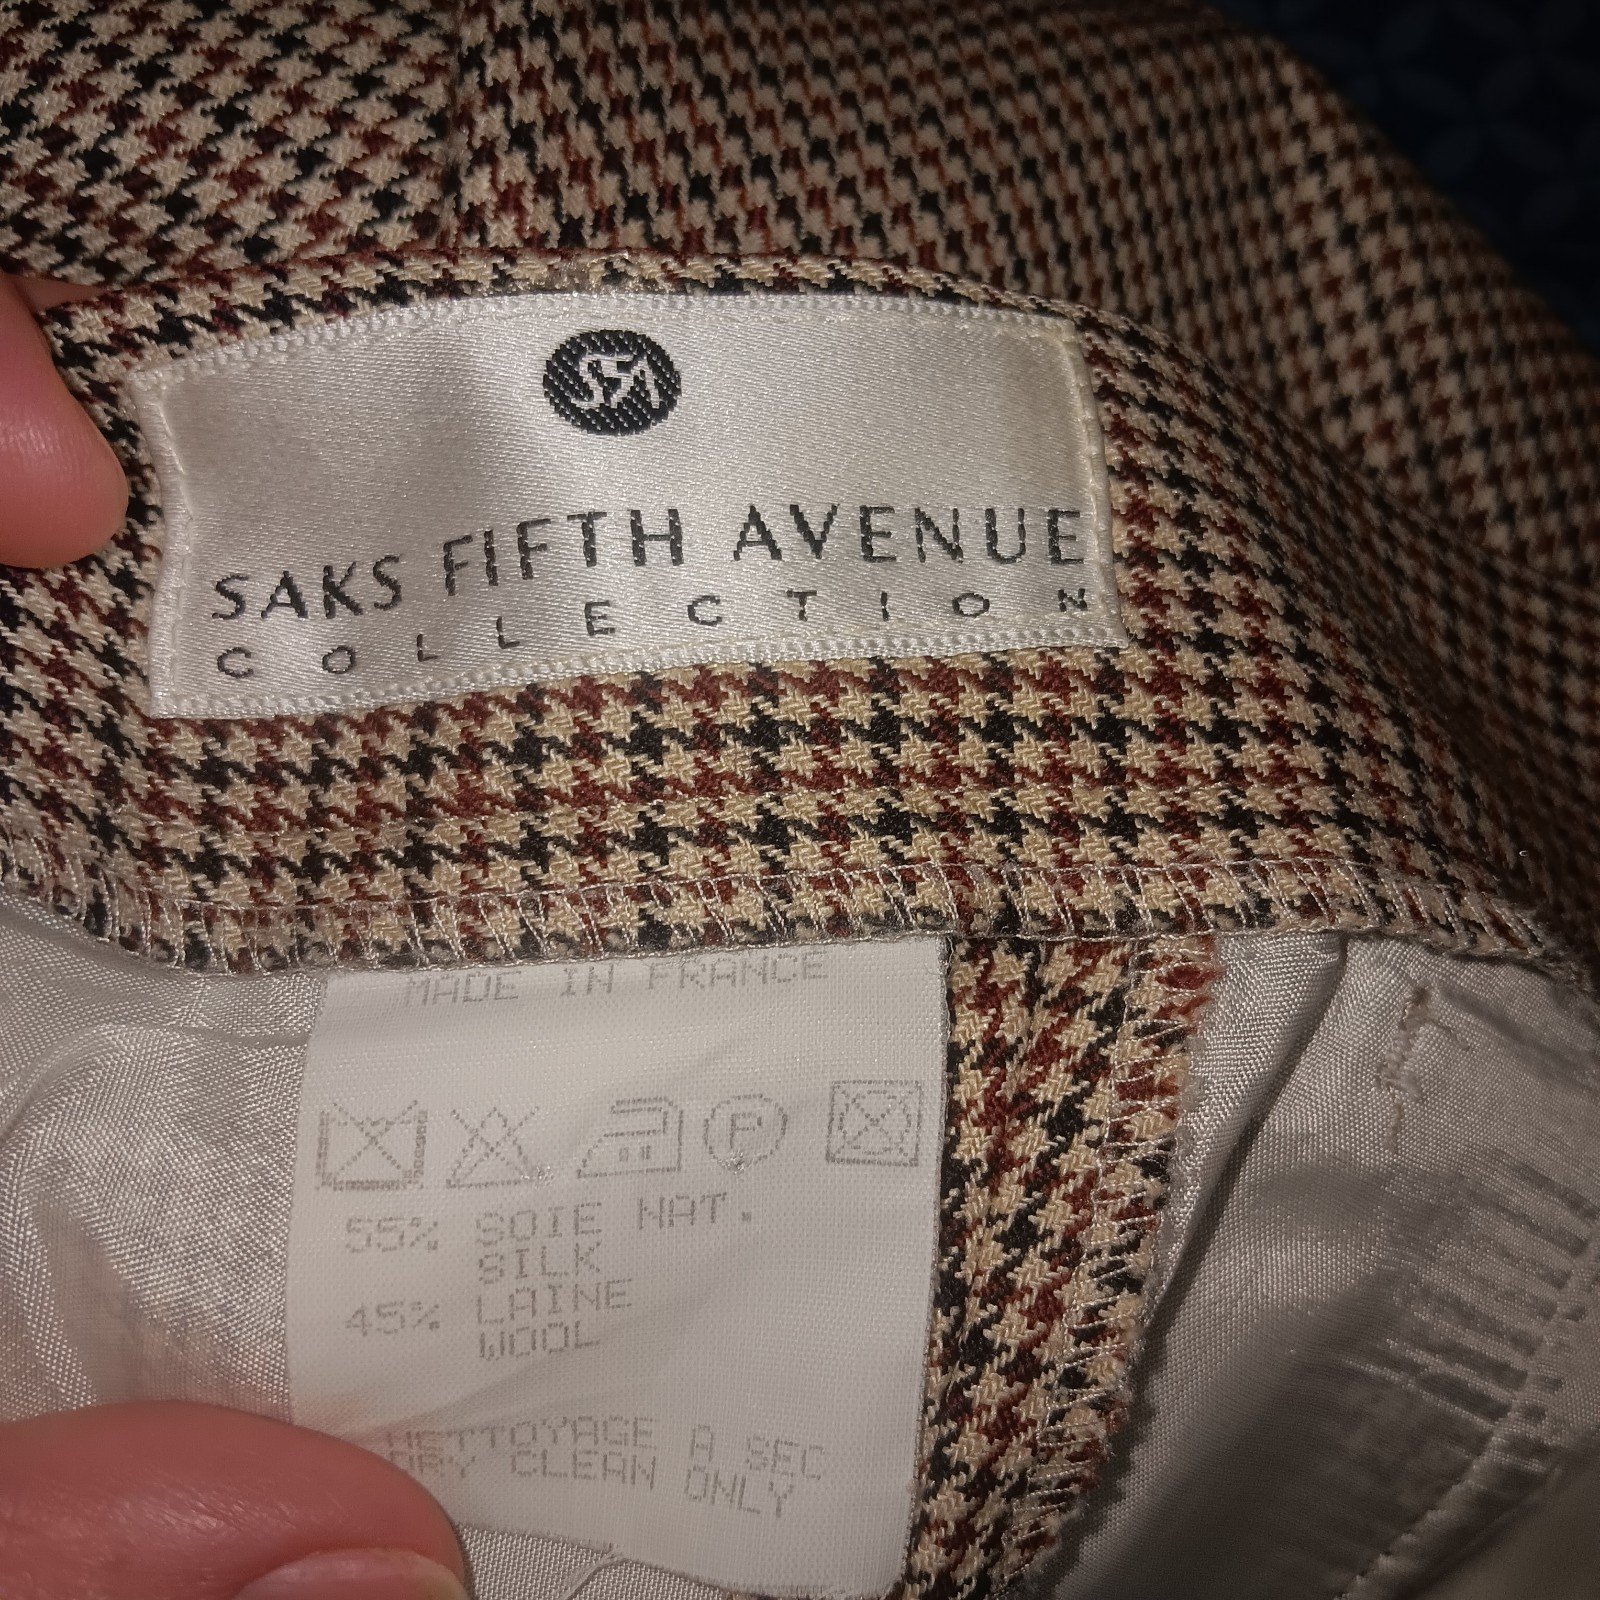 SFA
SAKS FIFTH AVENUE
COLLECTION
MADE IN FRANCE
P
55% SOIE NAT.
SILK
45% LAINE
WOOL
NETTOYAGE A SEC
DRY CLEAN ONLY